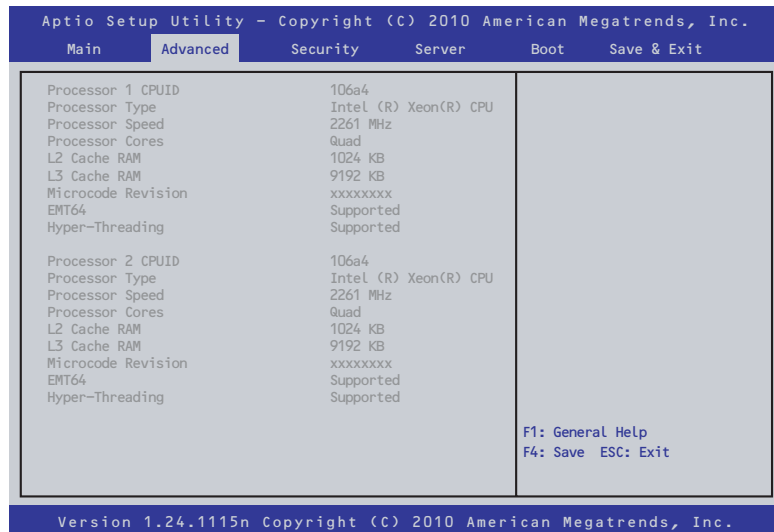 Aptio Setup Utility – Copyright (C) 2010 American Megatrends, Inc.
Main Advanced Security Server Boot Save & Exit
Processor 1 CPUID 106a4
Processor Type Intel (R) Xeon(R) CPU
Processor Speed 2261 MHz
Processor Cores Quad
L2 Cache RAM 1024 KB
L3 Cache RAM 9192 KB
Microcode Revision xxxxxxxx
EMT64 Supported
Hyper–Threading Supported
Processor 2 CPUID 106a4
Processor Type Intel (R) Xeon(R) CPU
Processor Speed 2261 MHz
Processor Cores Quad
L2 Cache RAM 1024 KB
L3 Cache RAM 9192 KB
Microcode Revision xxxxxxxx
EMT64 Supported
Hyper–Threading Supported
F1: General Help
F4: Save ESC: Exit
Version 1.24.1115n Copyright (C) 2010 American Megatrends, Inc.